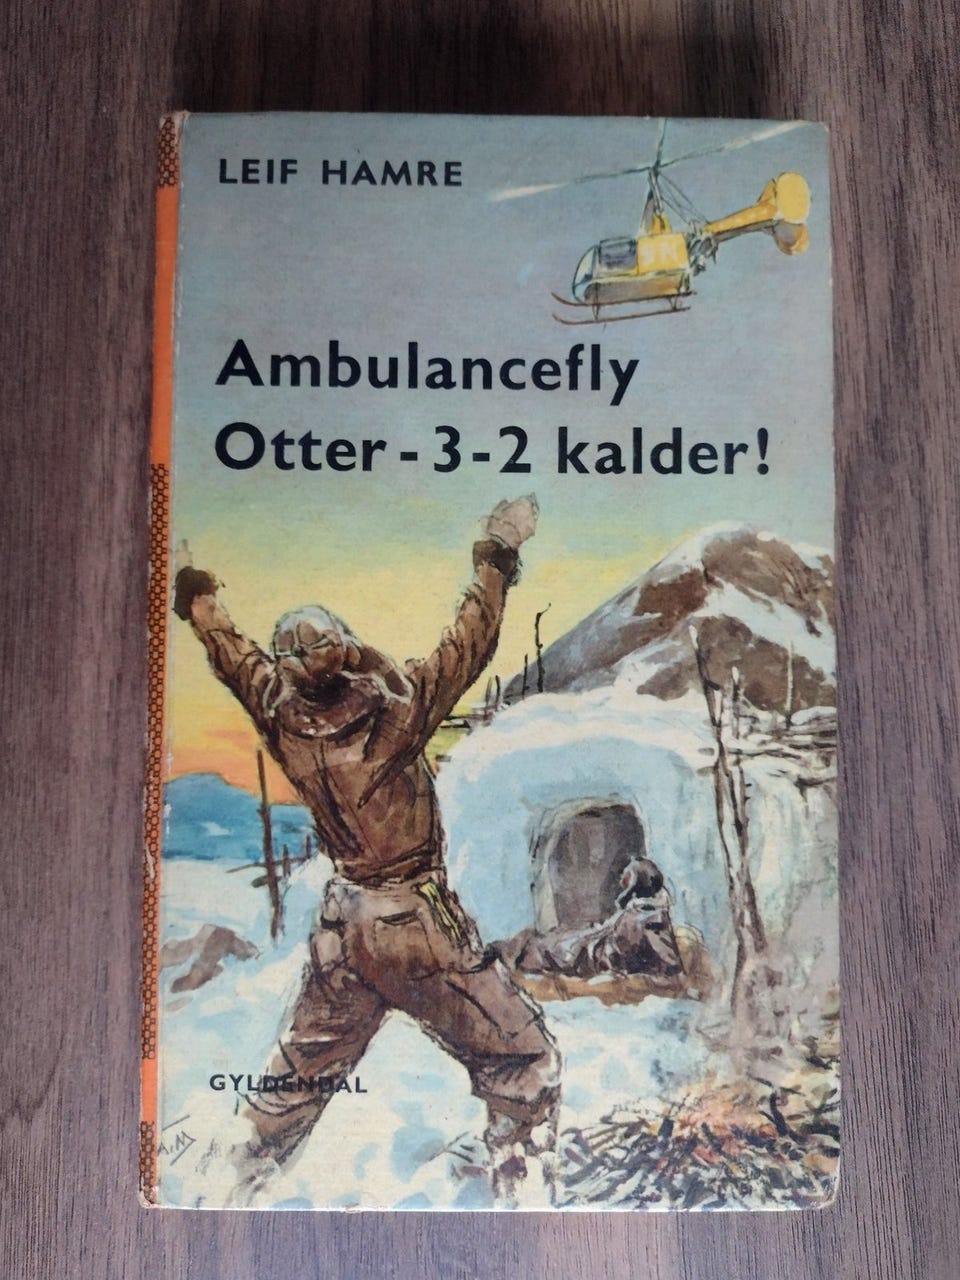 LEIF HAMRE
Ambulancefly
Otter-3-2 kalder!
GYLDENDAL